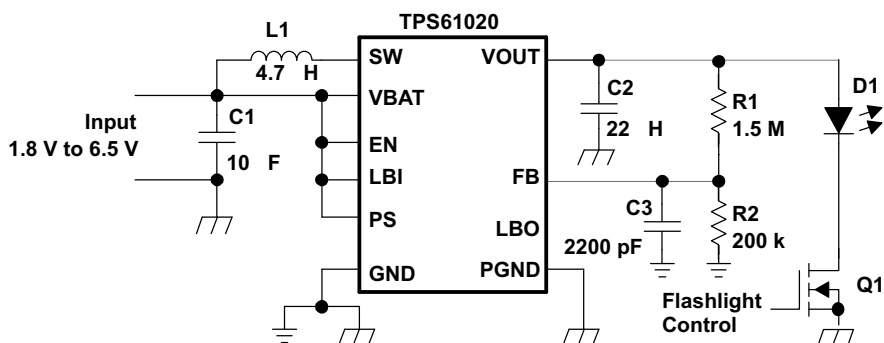 TPS61020
L1
4.7 H
SW
VOUT
VBAT
C1
Input
1.8 V to 6.5 V
10 F
EN
LBI
PS
GND
FB
LBO
PGND
C2
22 H
R1
1.5 M
D1
C3
2200 pF
R2
200 k
Flashlight
Control
Q1